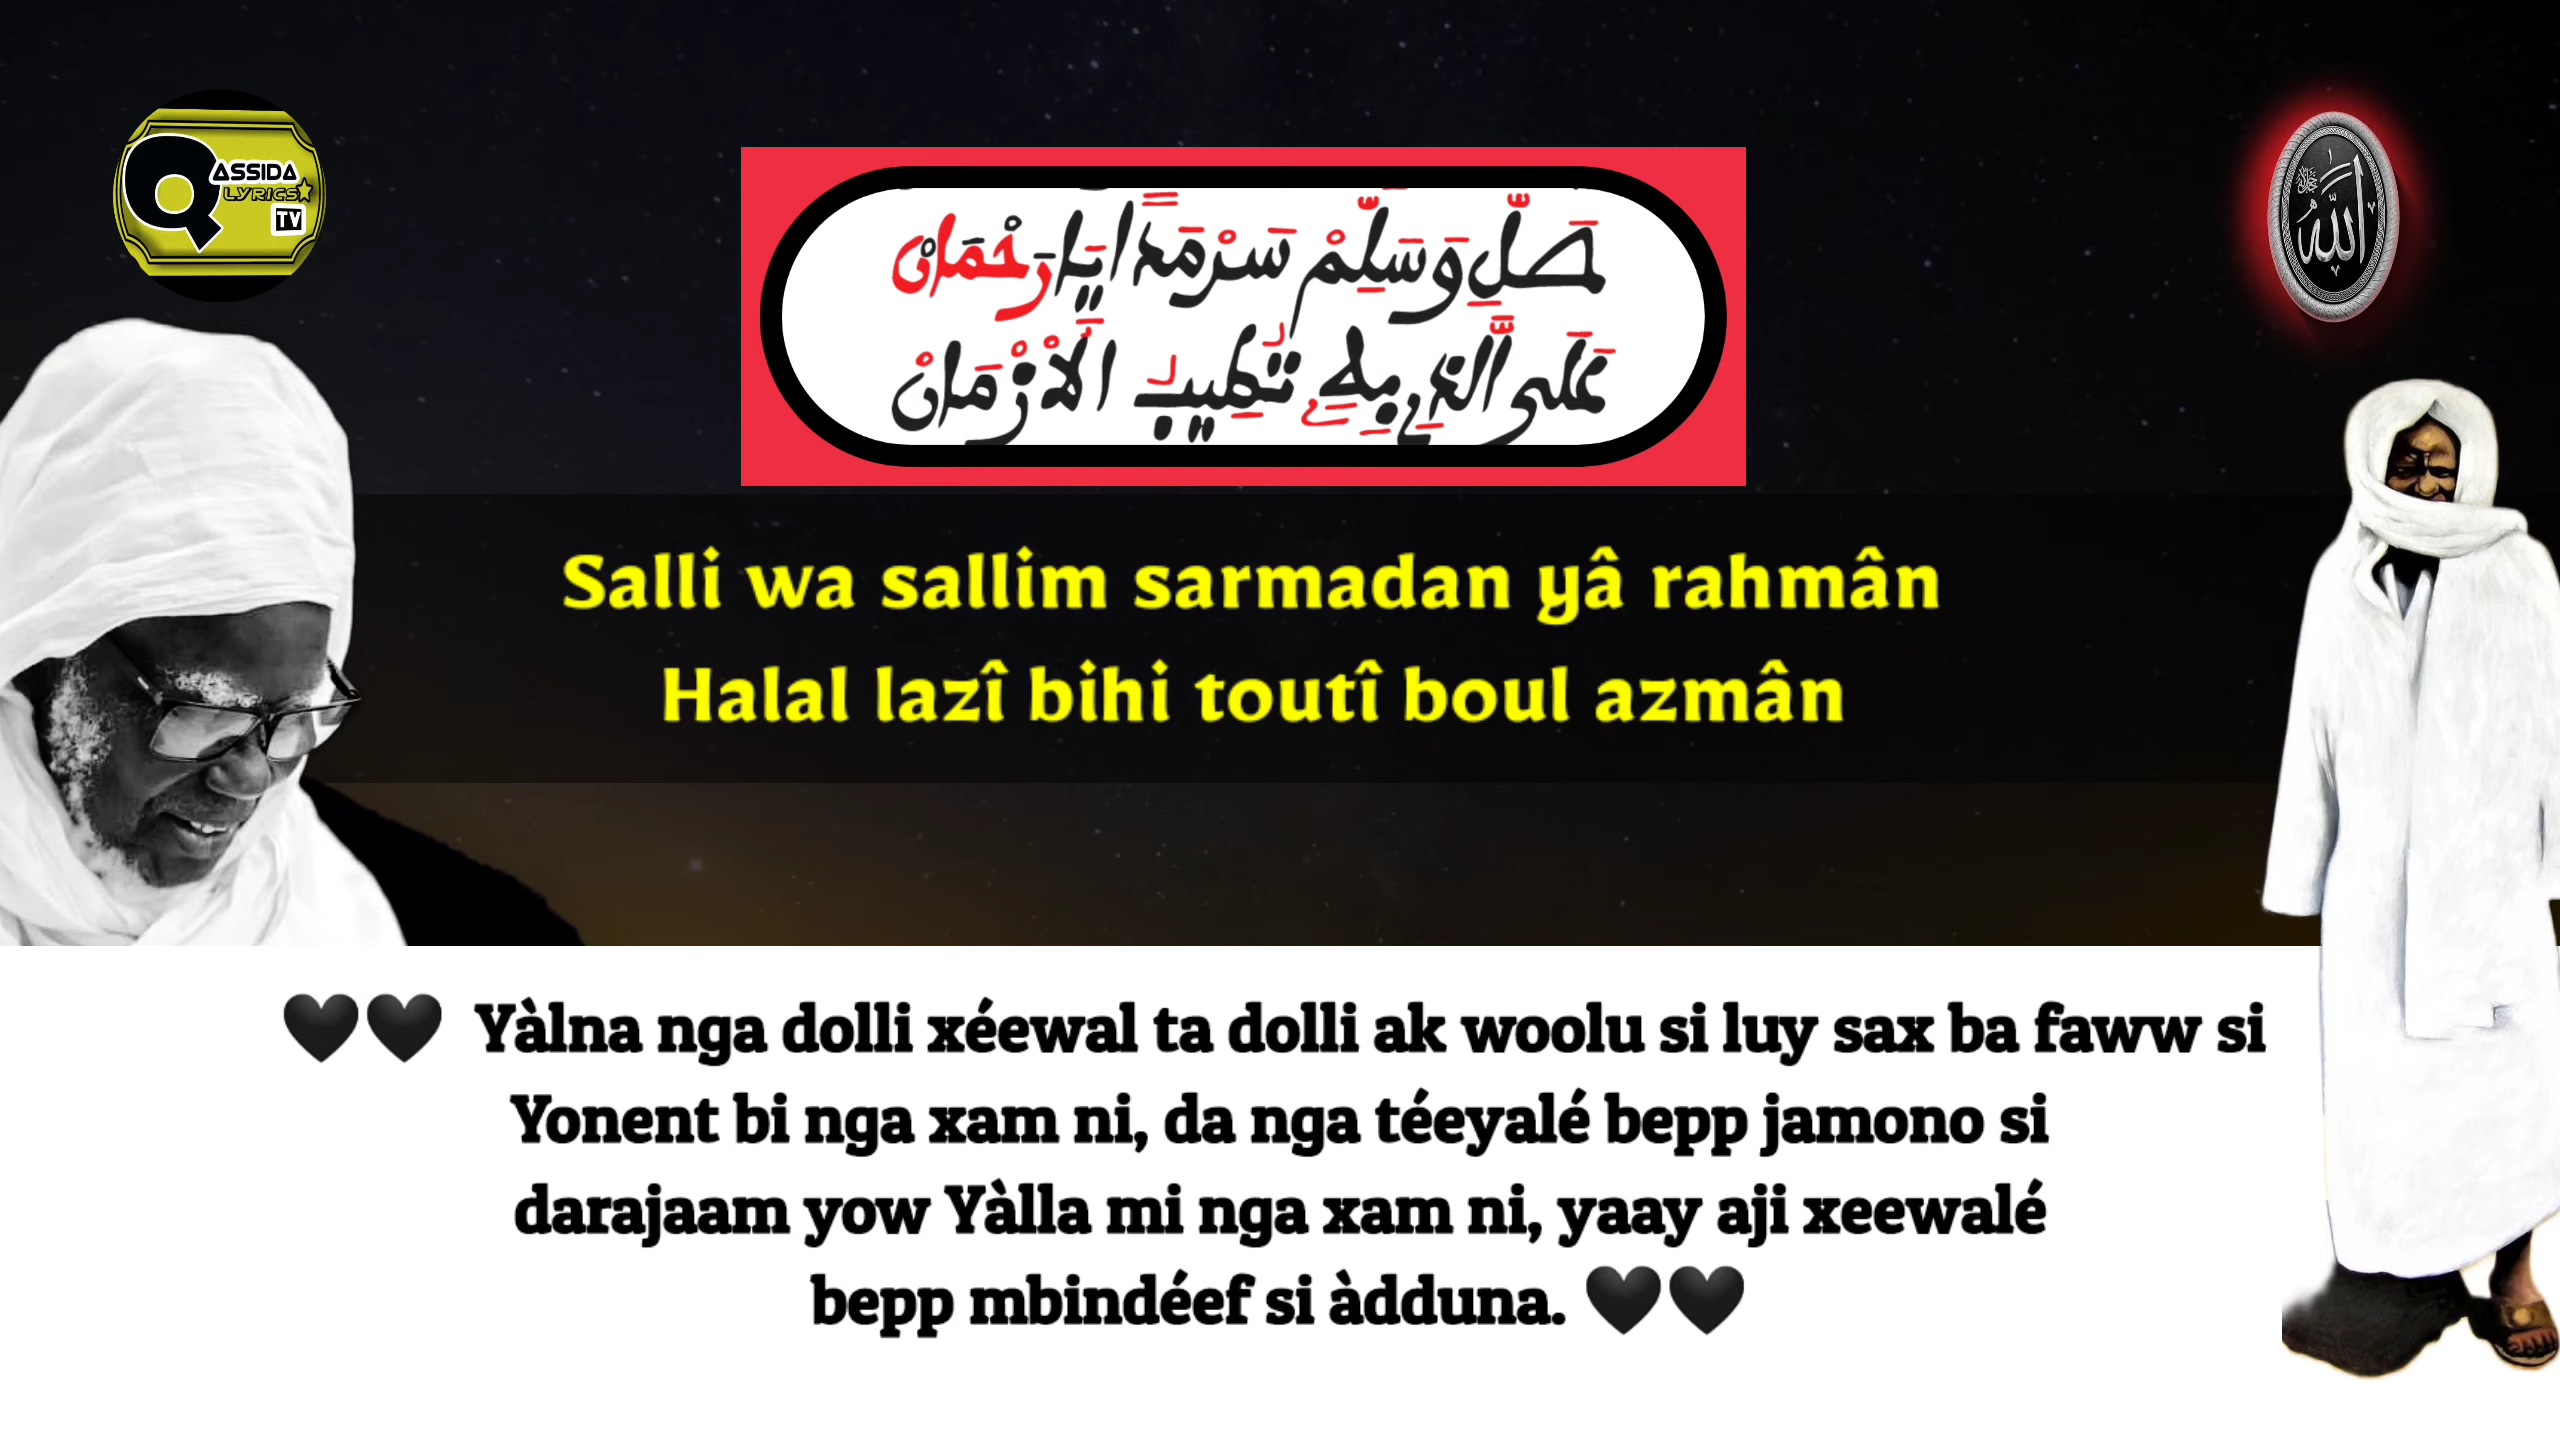 QASSIDA
LYRICS
TV
صَلِّ وَسَلِّمْ سَرْمَدًا يَا رَحْمَانْ
عَلَى الَّذِي بِهِ تَطِيبُ الْأَزْمَانْ
الله
Salli wa sallim sarmadan yâ rahmân
Halal lazî bihi toutî boul azmân
🖤🖤 Yàlna nga dolli xéewal ta dolli ak woolu si luy sax ba faww si
Yonent bi nga xam ni, da nga téeyalé bepp jamono si
darajaam yow Yàlla mi nga xam ni, yaay aji xeewalé
bepp mbindéef si àdduna. 🖤🖤